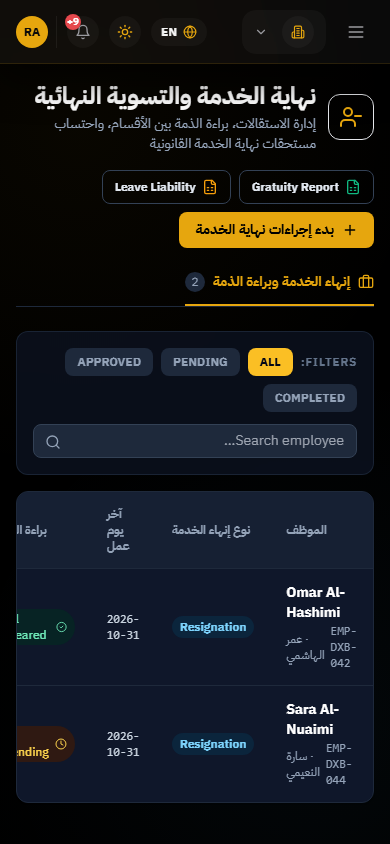 RA
+9
EN
نهاية الخدمة والتسوية النهائية
إدارة الاستقالات، براءة الذمة بين الأقسام، واحتساب
مستحقات نهاية الخدمة القانونية
Gratuity Report
Leave Liability
بدء إجراءات نهاية الخدمة
إنهاء الخدمة وبراءة الذمة 2
FILTERS:
ALL
PENDING
APPROVED
COMPLETED
Search employee...
الموظف
نوع إنهاء الخدمة
آخر
يوم
عمل
براءة
Omar Al-
Hashimi
EMP-
DXB-
042
· عمر
الهاشمي
Resignation
2026-
10-31
eared
Sara Al-
Nuaimi
EMP-
DXB-
044
· سارة
النعيمي
Resignation
2026-
10-31
ending